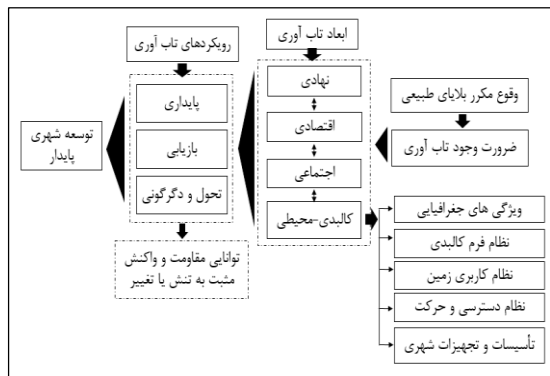 وقوع مکرر بلایای طبیعی
ضرورت وجود تاب آوری
ابعاد تاب آوری
نهادی
اقتصادی
اجتماعی
کالبدی-محیطی
ویژگی های جغرافیایی
نظام فرم کالبدی
نظام کاربری زمین
نظام دسترسی و حرکت
تأسیسات و تجهیزات شهری
رویکردهای تاب آوری
پایداری
بازیابی
تحول و دگرگونی
توانایی مقاومت و واکنش
مثبت به تنش یا تغییر
توسعه شهری
پایدار